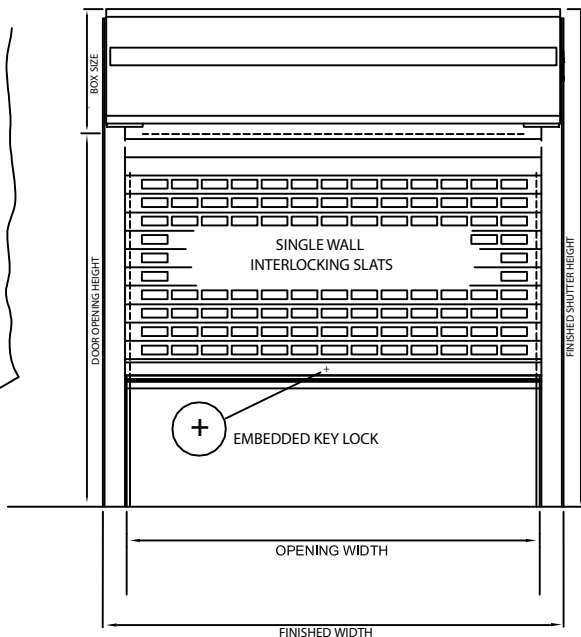 BOX SIZE
DOOR OPENING HEIGHT
FINISHED SHUTTER HEIGHT
SINGLE WALL
INTERLOCKING SLATS
EMBEDDED KEY LOCK
OPENING WIDTH
FINISHED WIDTH